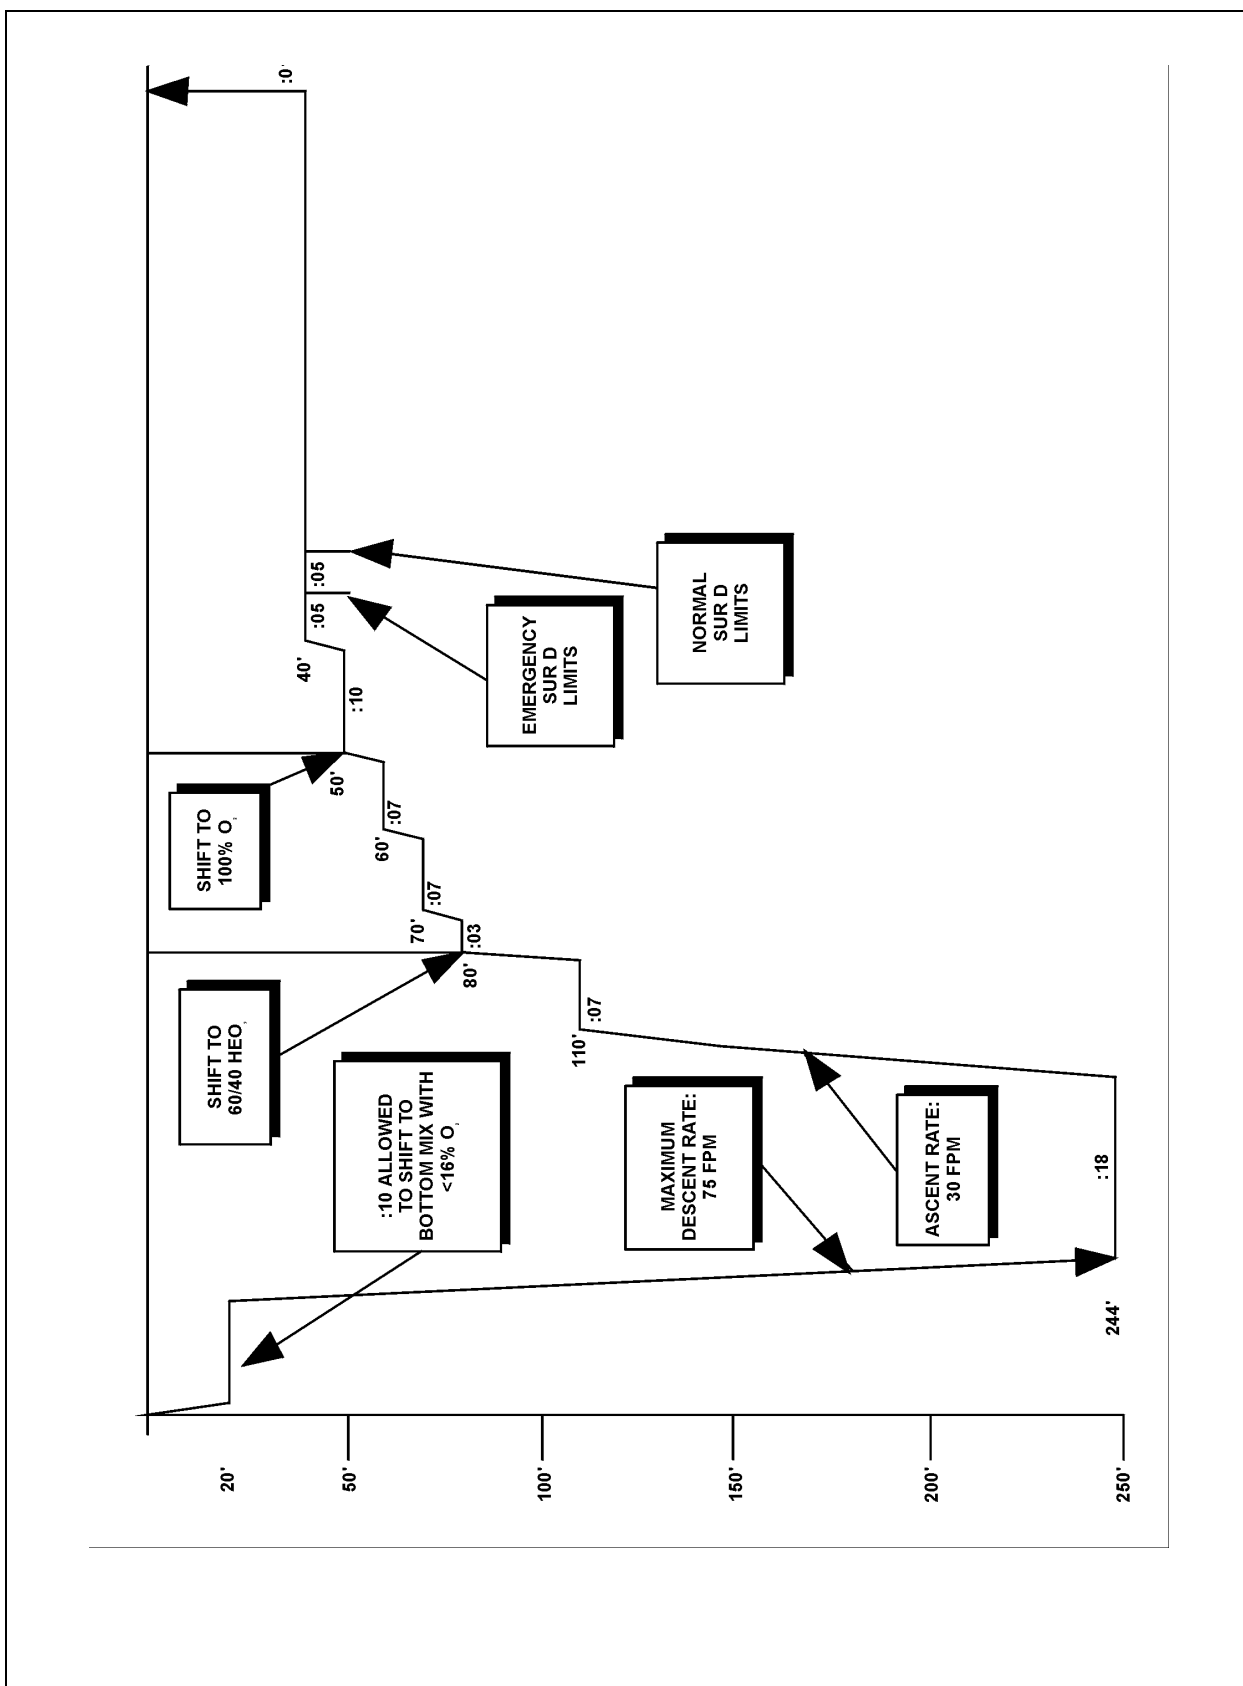 SHIFT TO
60/40 HEO₂
SHIFT TO
100% O₂
20'
50'
100'
150'
200'
250'
:10 ALLOWED
TO SHIFT TO
BOTTOM MIX WITH
<16% O₂
MAXIMUM
DESCENT RATE:
75 FPM
ASCENT RATE:
30 FPM
244'
:18
110'
:07
80'
:03
70'
:07
60'
:07
50'
:10
40'
:05
:05
EMERGENCY
SUR D
LIMITS
NORMAL
SUR D
LIMITS